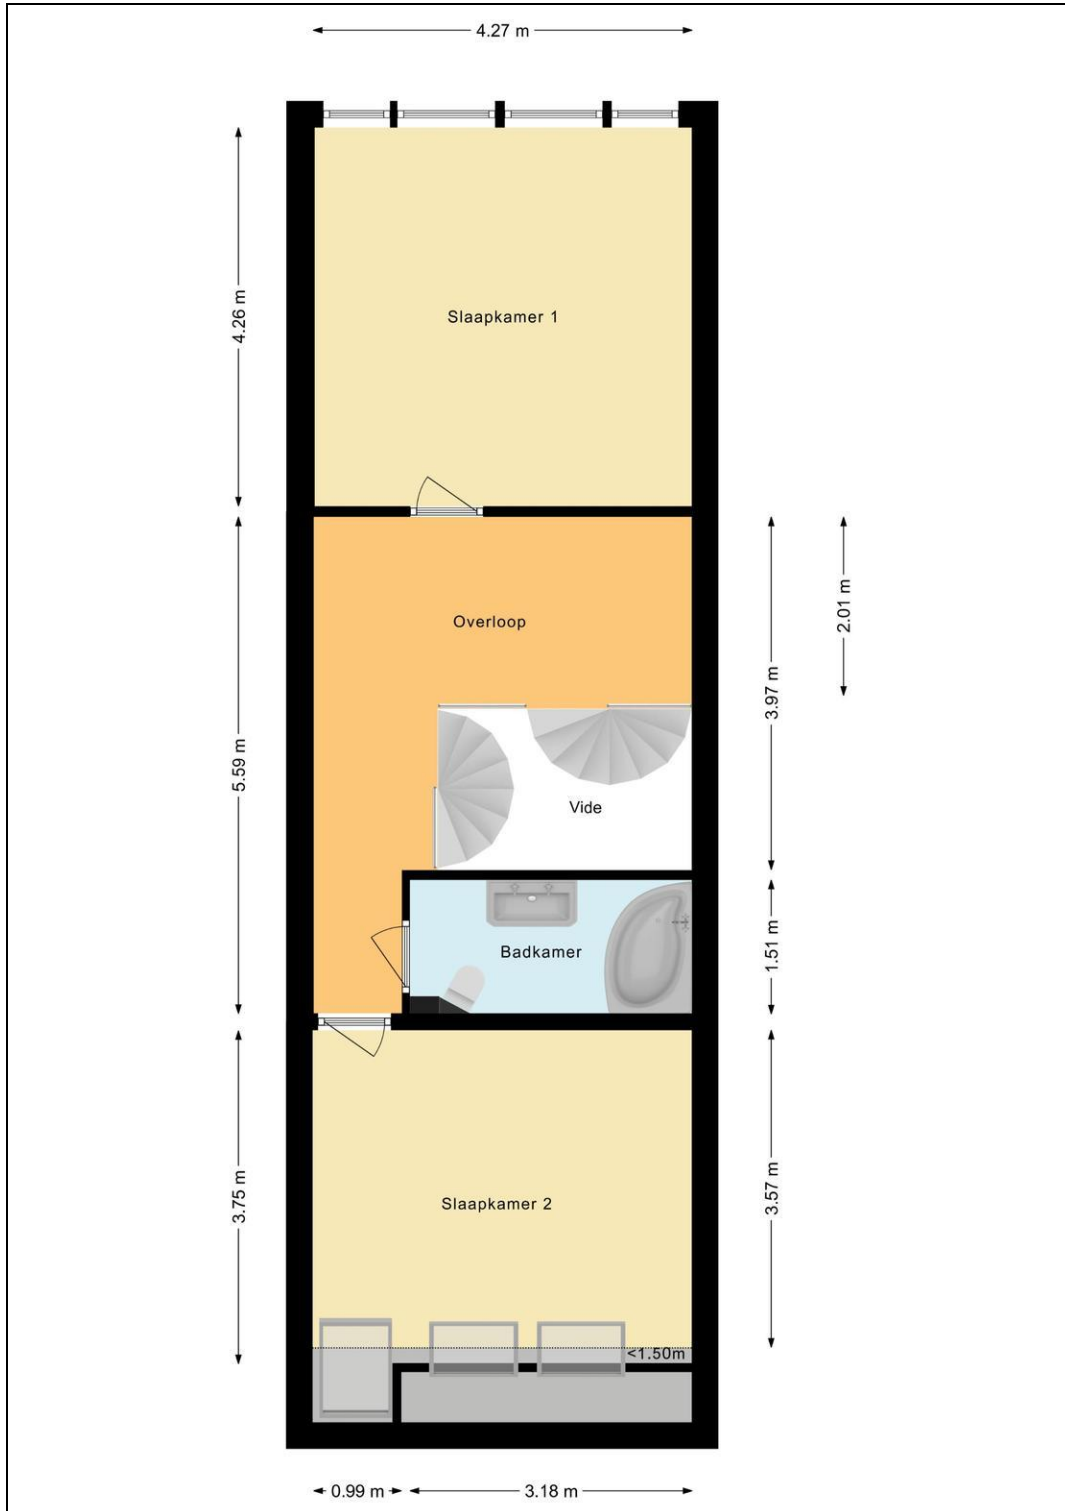 4.27 m
4.26 m
Slaapkamer 1
Overloop
2.01 m
3.97 m
5.59 m
Vide
Badkamer
1.51 m
3.75 m
Slaapkamer 2
3.57 m
<1.50m
0.99 m
3.18 m